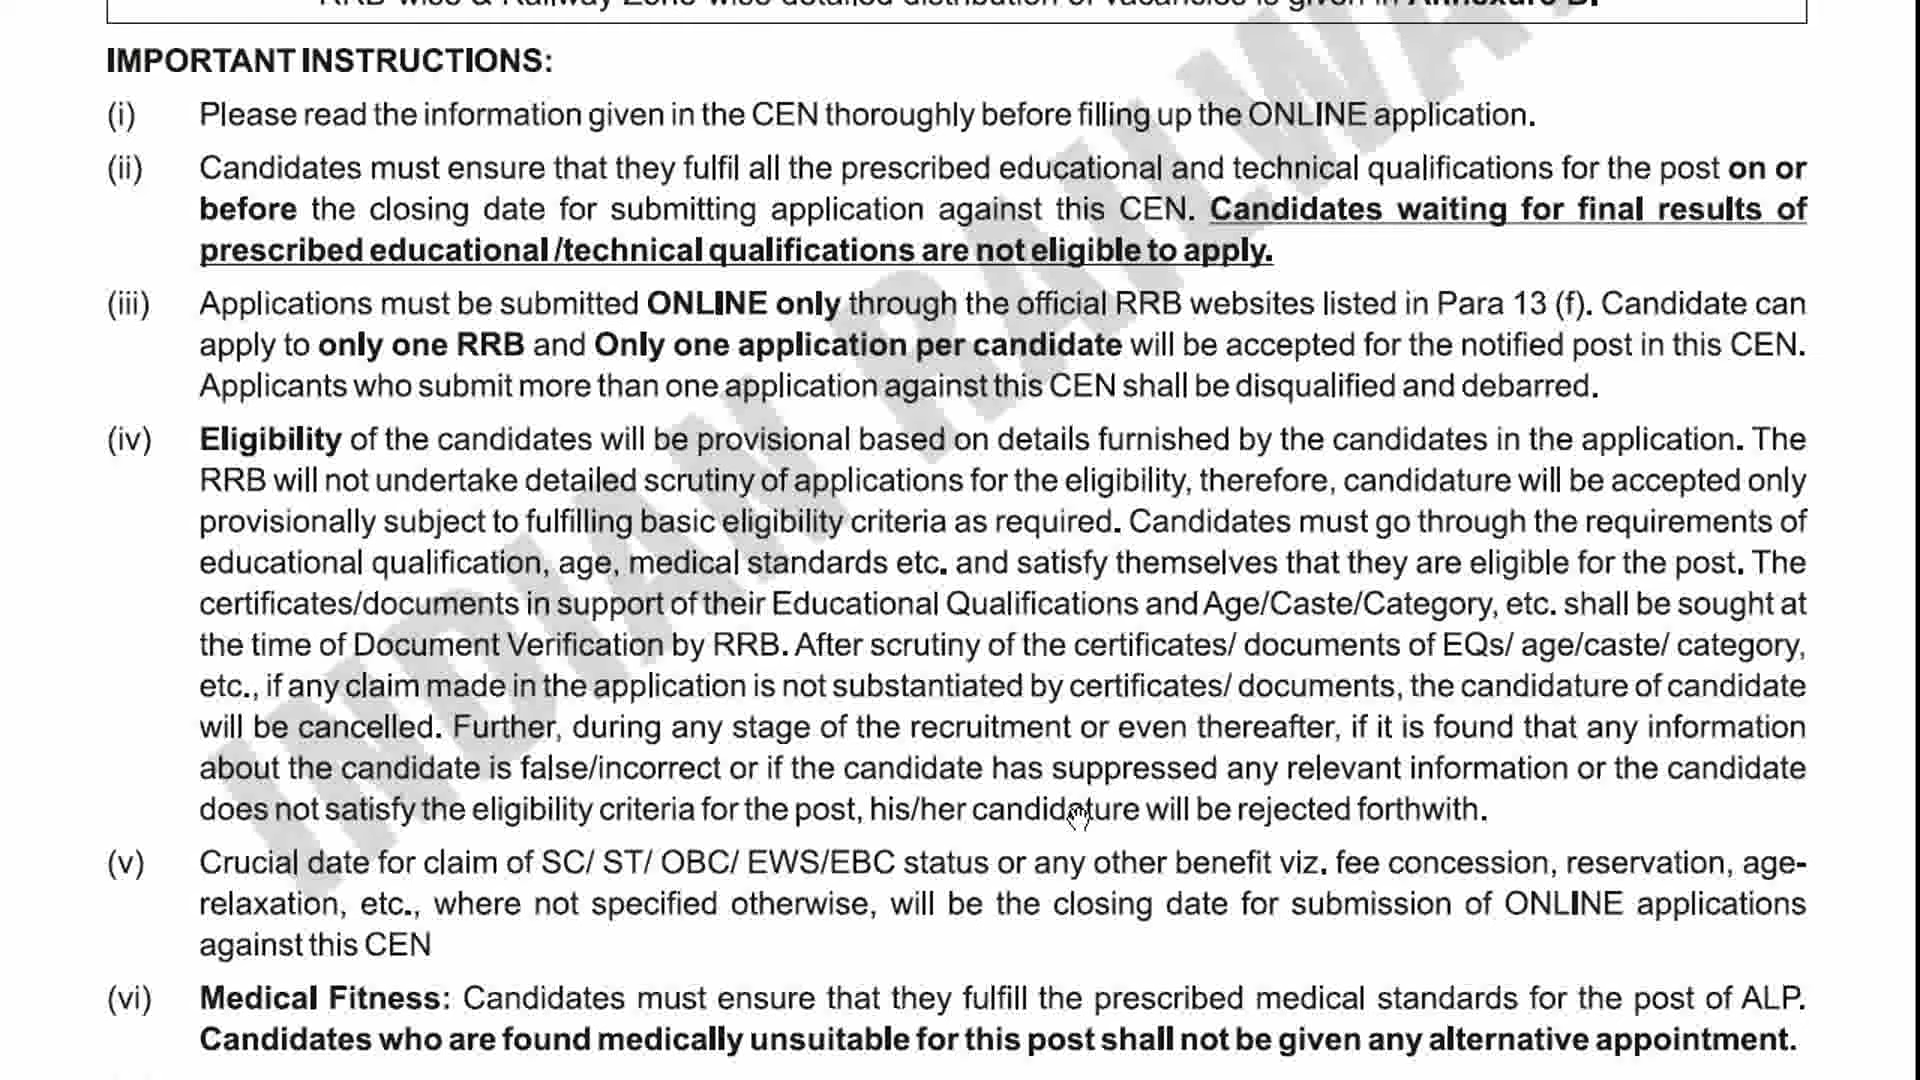 RRB-wise & Railway Zone-wise detailed distribution of vacancies is given in Annexure B.
IMPORTANT INSTRUCTIONS:
(i) Please read the information given in the CEN thoroughly before filling up the ONLINE application.
(ii) Candidates must ensure that they fulfil all the prescribed educational and technical qualifications for the post on or
before the closing date for submitting application against this CEN. Candidates waiting for final results of
prescribed educational /technical qualifications are not eligible to apply.
(iii) Applications must be submitted ONLINE only through the official RRB websites listed in Para 13 (f). Candidate can
apply to only one RRB and Only one application per candidate will be accepted for the notified post in this CEN.
Applicants who submit more than one application against this CEN shall be disqualified and debarred.
(iv) Eligibility of the candidates will be provisional based on details furnished by the candidates in the application. The
RRB will not undertake detailed scrutiny of applications for the eligibility, therefore, candidature will be accepted only
provisionally subject to fulfilling basic eligibility criteria as required. Candidates must go through the requirements of
educational qualification, age, medical standards etc. and satisfy themselves that they are eligible for the post. The
certificates/documents in support of their Educational Qualifications and Age/Caste/Category, etc. shall be sought at
the time of Document Verification by RRB. After scrutiny of the certificates/ documents of EQs/ age/caste/ category,
etc., if any claim made in the application is not substantiated by certificates/ documents, the candidature of candidate
will be cancelled. Further, during any stage of the recruitment or even thereafter, if it is found that any information
about the candidate is false/incorrect or if the candidate has suppressed any relevant information or the candidate
does not satisfy the eligibility criteria for the post, his/her candidature will be rejected forthwith.
(v) Crucial date for claim of SC/ ST/ OBC/ EWS/EBC status or any other benefit viz. fee concession, reservation, age-
relaxation, etc., where not specified otherwise, will be the closing date for submission of ONLINE applications
against this CEN
(vi) Medical Fitness: Candidates must ensure that they fulfill the prescribed medical standards for the post of ALP.
Candidates who are found medically unsuitable for this post shall not be given any alternative appointment.
INDIAN RAILWAY